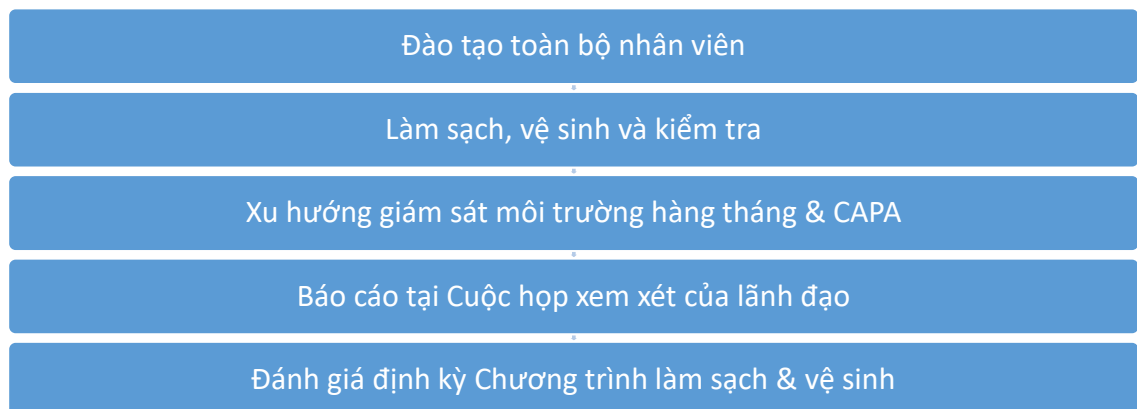 Đào tạo toàn bộ nhân viên
Làm sạch, vệ sinh và kiểm tra
Xu hướng giám sát môi trường hàng tháng & CAPA
Báo cáo tại Cuộc họp xem xét của lãnh đạo
Đánh giá định kỳ Chương trình làm sạch & vệ sinh